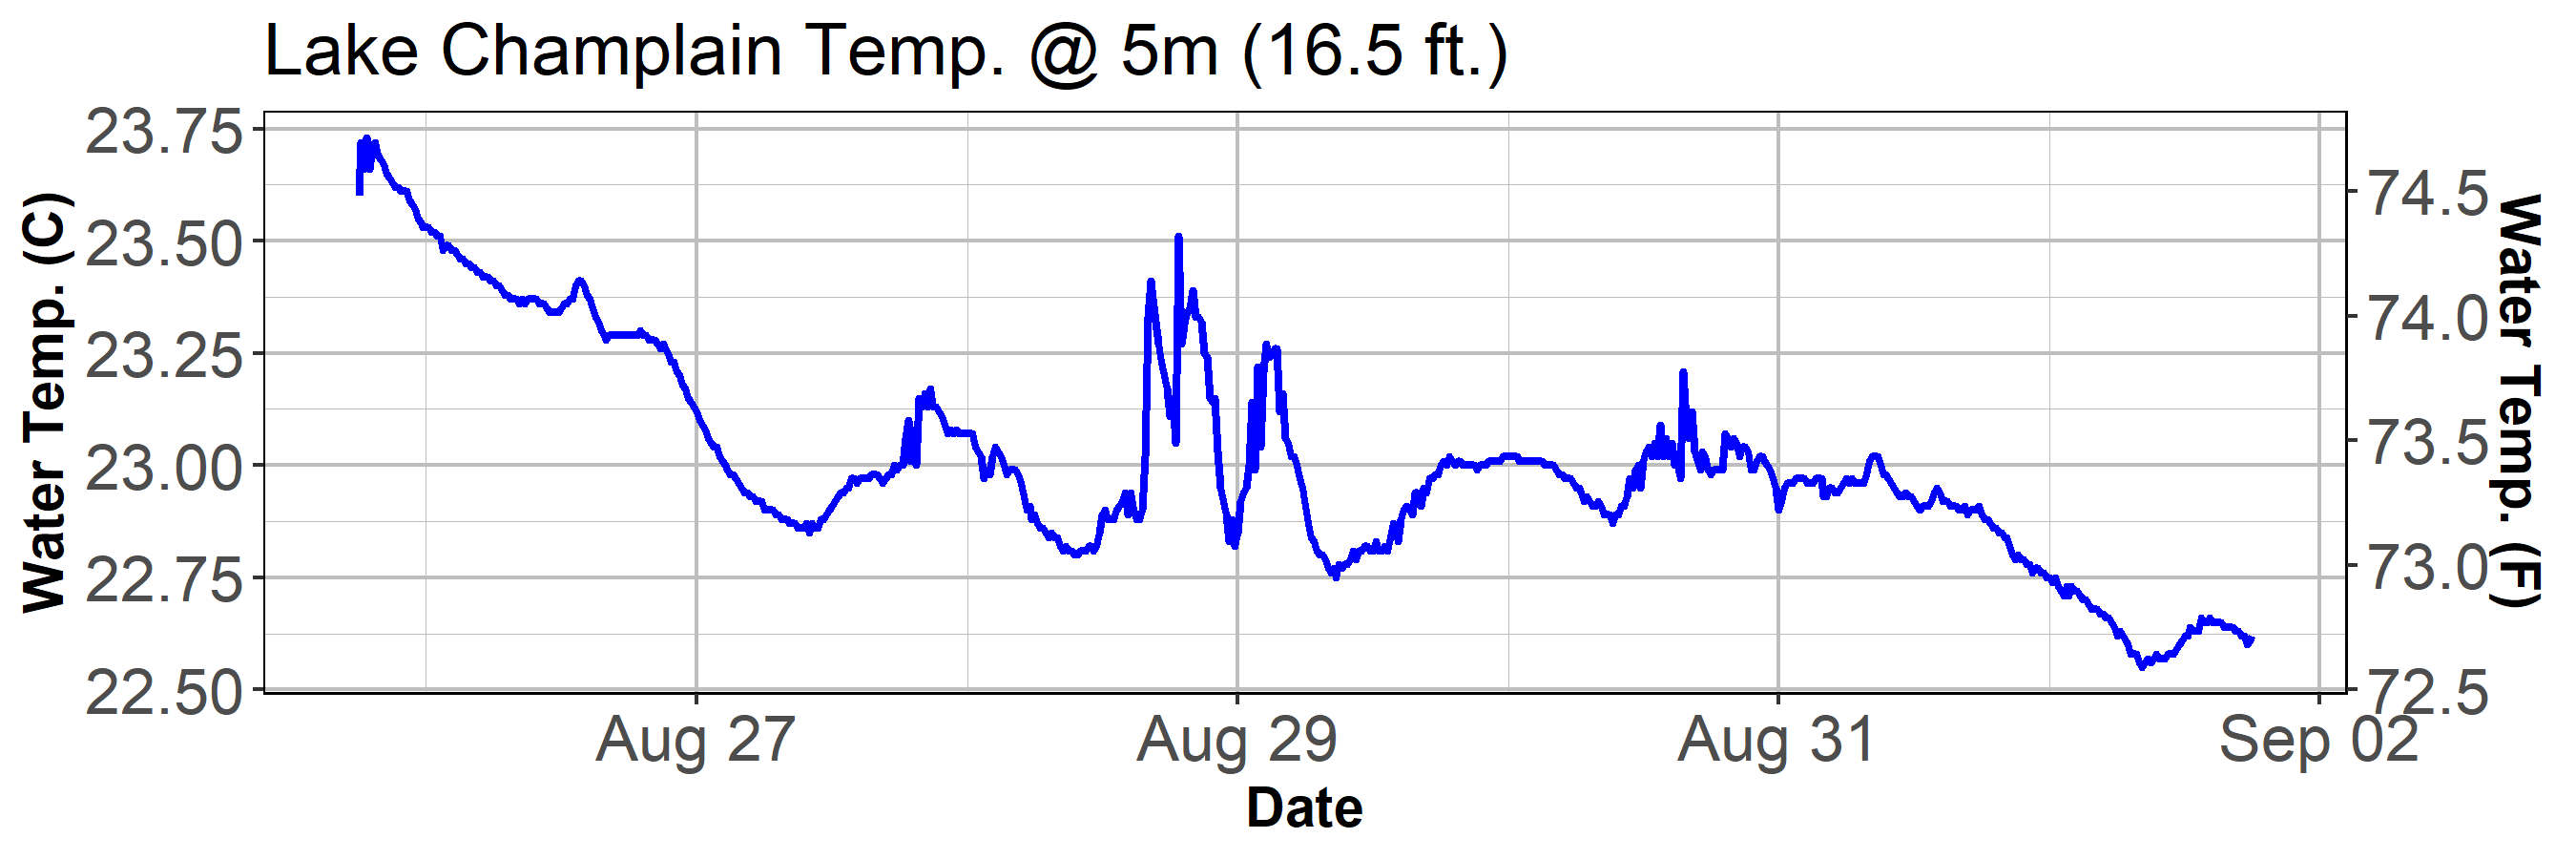 Lake Champlain Temp. @ 5m (16.5 ft.)
Water Temp. (C)
23.75
23.50
23.25
23.00
22.75
22.50
74.5
74.0
73.5
73.0
72.5
Water Temp. (F)
Aug 27 Aug 29 Aug 31 Sep 02
Date